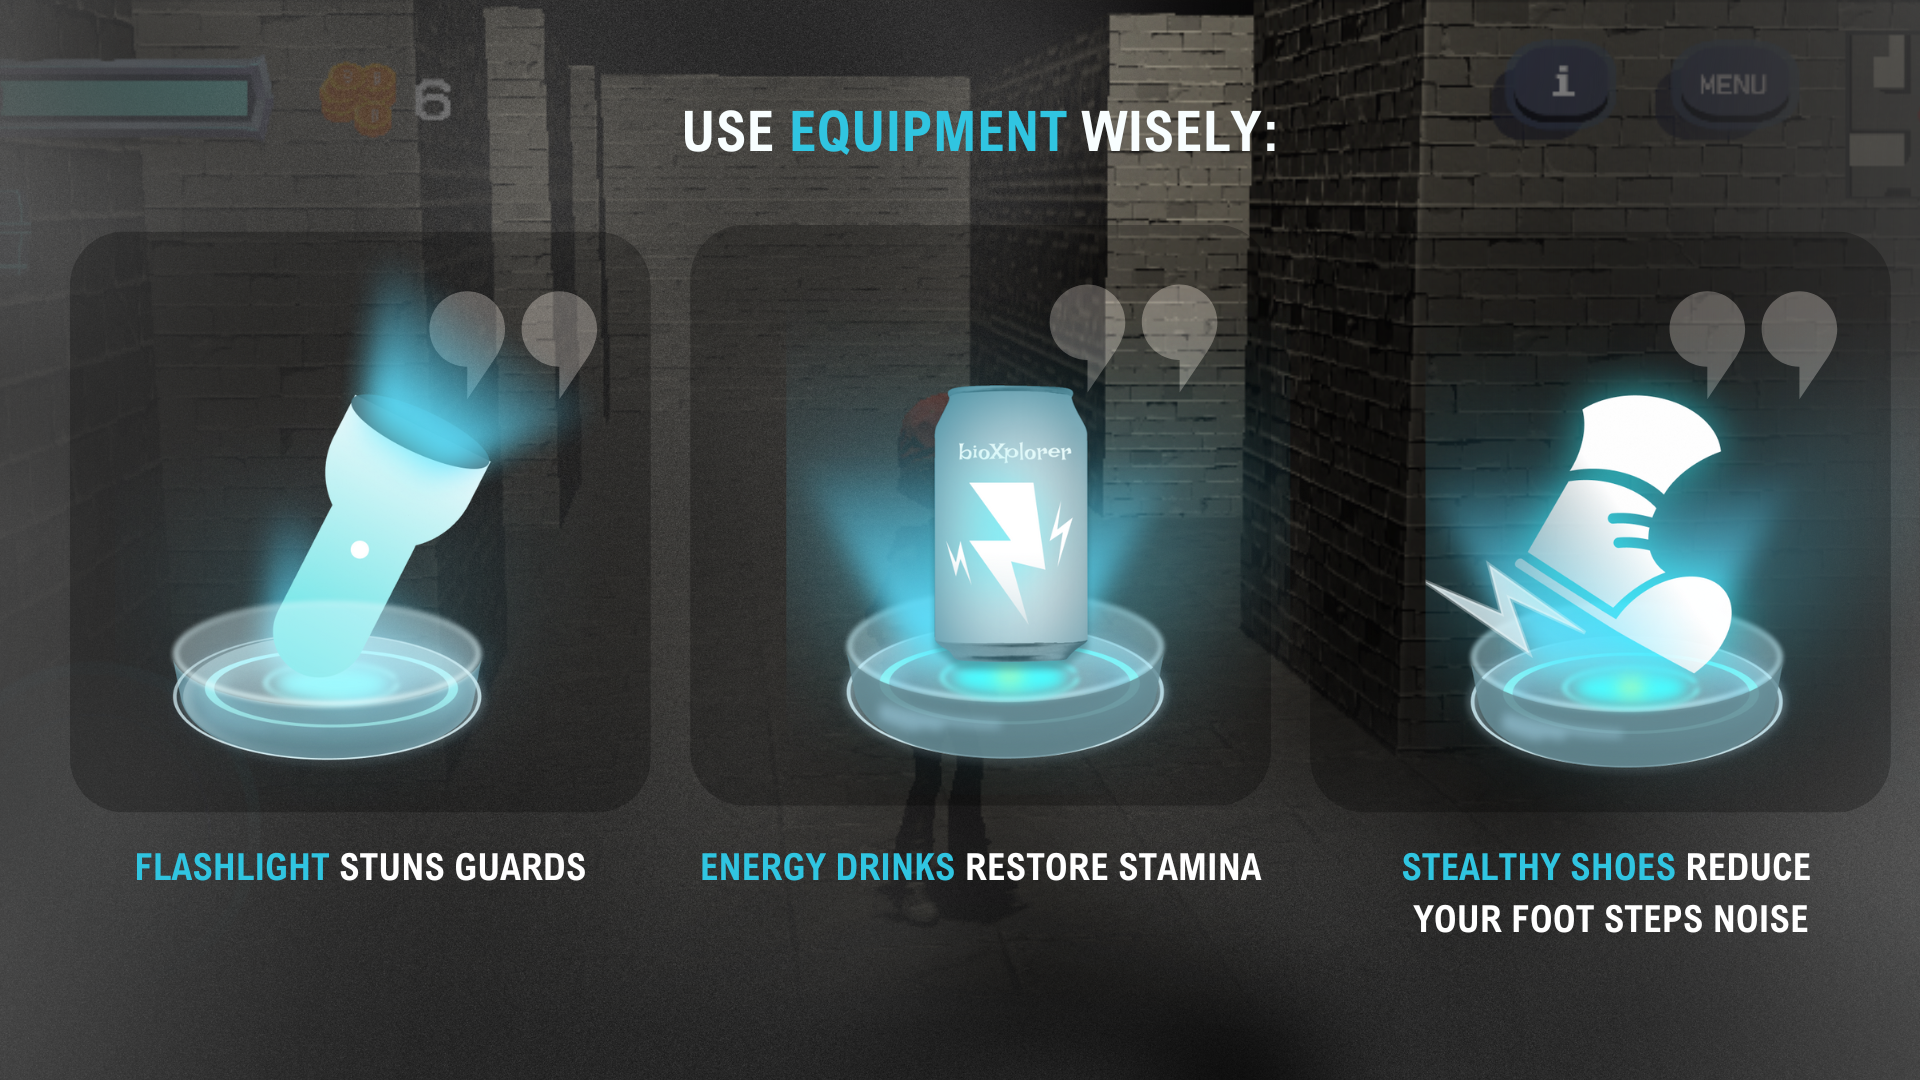 6
i
MENU
USE EQUIPMENT WISELY:
bioXplorer
FLASHLIGHT STUNS GUARDS
ENERGY DRINKS RESTORE STAMINA
STEALTHY SHOES REDUCE
YOUR FOOT STEPS NOISE